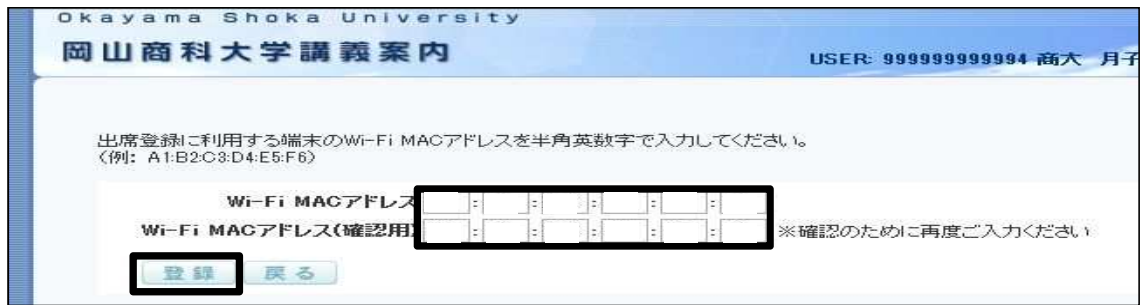 Okayama Shoka University
岡山商科大学講義案内
USER: 999999999994 商大 月子
出席登録に利用する端末のWi-Fi MACアドレスを半角英数字で入力してください。
(例: A1:B2:C3:D4:E5:F6)
Wi-Fi MACアドレス : : : : :
Wi-Fi MACアドレス(確認用) : : : : : ※確認のために再度ご入力ください
登録 戻る